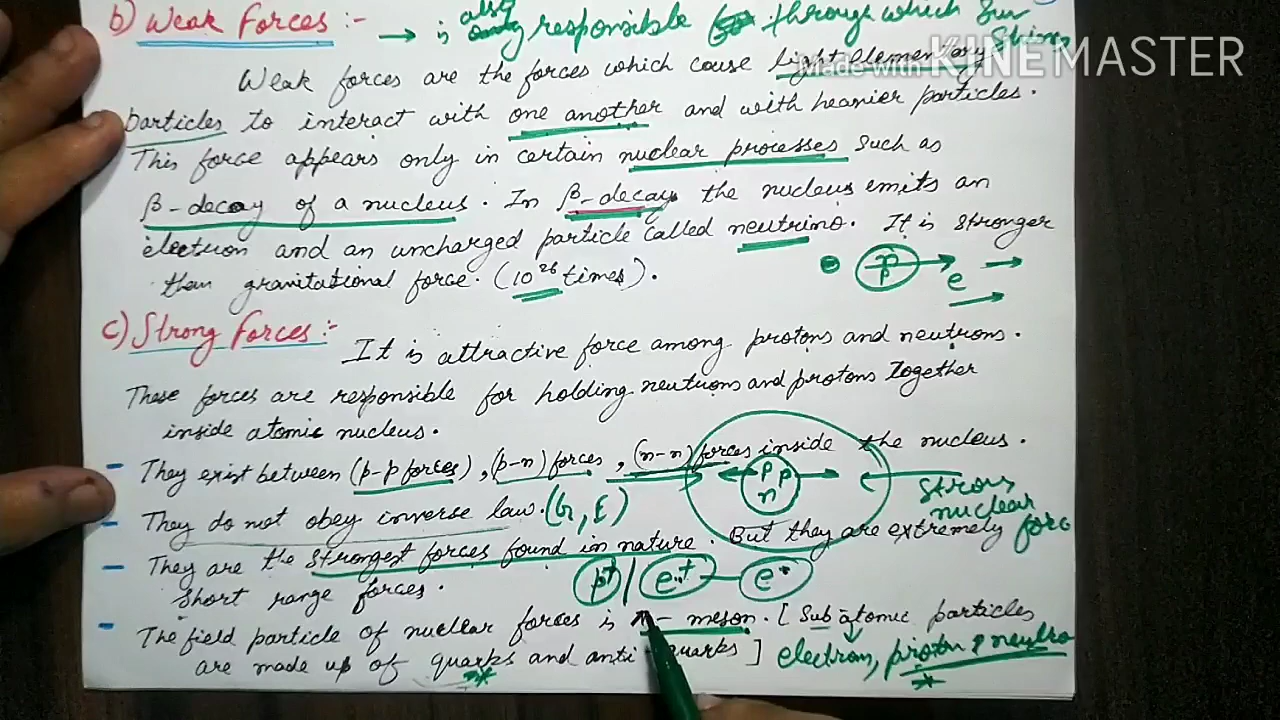 b) Weak Forces :- → is also responsible through which Sun Shines
Made with KINEMASTER
Weak forces are the forces which cause light elementary
particles to interact with one another and with heavier particles.
This force appears only in certain nuclear processes such as
β-decay of a nucleus. In β-decay the nucleus emits an
electron and an uncharged particle called neutrino. It is stronger
then gravitational force. (10²⁶ times).
p e
c) Strong Forces :-
It is attractive force among protons and neutrons.
These forces are responsible for holding neutrons and protons Together
inside atomic nucleus.
- They exist between (p-p forces), (p-n) forces, (n-n) forces inside the nucleus.
p p
n
Strong
nuclear
force
- They do not obey inverse law. (G, E)
- They are the strongest forces found in nature. But they are extremely
short range forces.
p⁺ / e⁺ e⁻
- The field particle of nuclear forces is π- meson. [Sub atomic particles
are made up of quarks and anti quarks] electron, proton & neutro